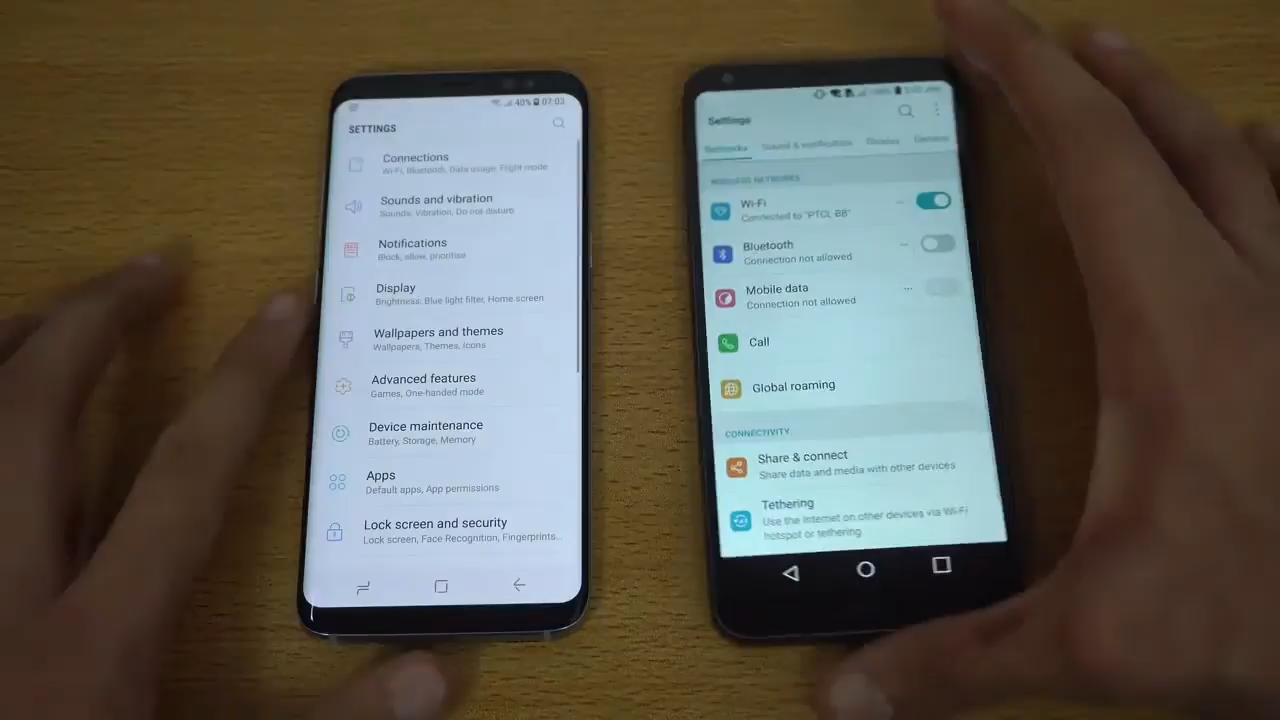 40% 07:03
SETTINGS
Connections
Wi-Fi, Bluetooth, Data usage, Flight mode
Sounds and vibration
Sounds, Vibration, Do not disturb
Notifications
Block, allow, prioritise
Display
Brightness, Blue light filter, Home screen
Wallpapers and themes
Wallpapers, Themes, Icons
Advanced features
Games, One-handed mode
Device maintenance
Battery, Storage, Memory
Apps
Default apps, App permissions
Lock screen and security
Lock screen, Face Recognition, Fingerprints...
Settings
Networks Sound & notification Display General
WIRELESS NETWORKS
Wi-Fi
Connected to "PTCL-BB"
Bluetooth
Connection not allowed
Mobile data
Connection not allowed
Call
Global roaming
CONNECTIVITY
Share & connect
Share data and media with other devices
Tethering
Use the Internet on other devices via Wi-Fi
hotspot or tethering